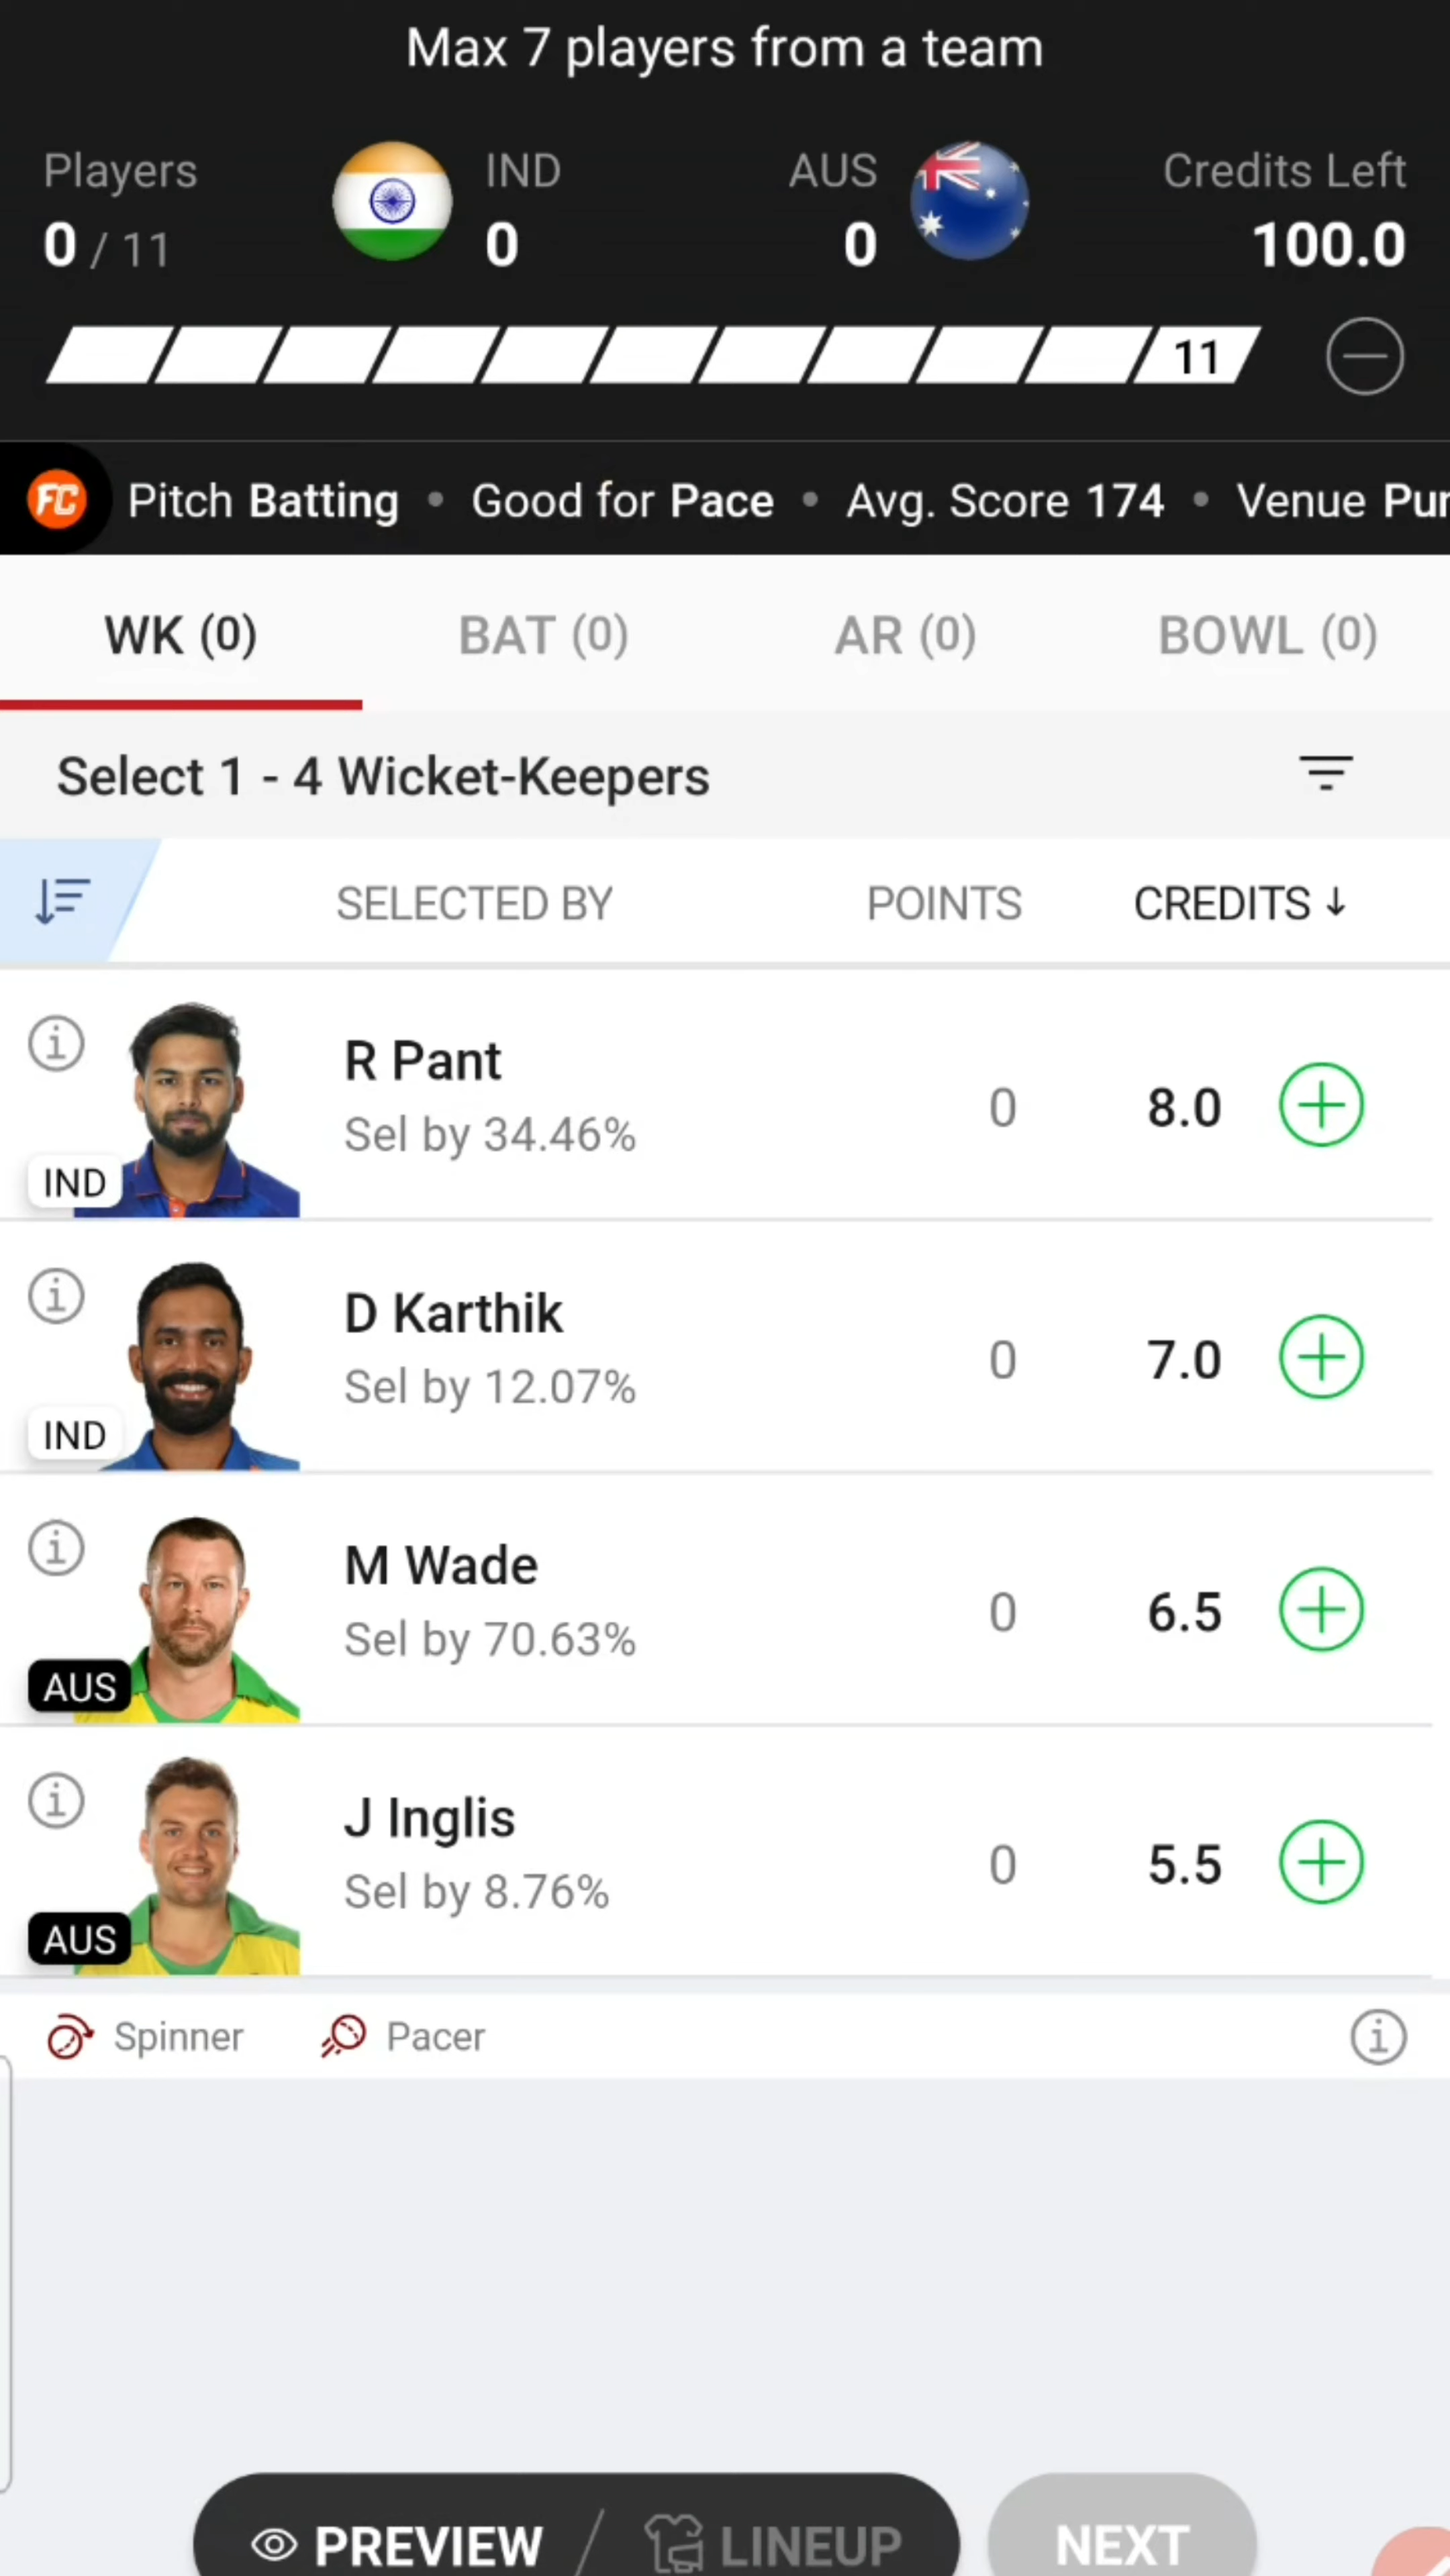 Max 7 players from a team
Players IND AUS Credits Left
0 / 11 0 0 100.0
11
FC Pitch Batting • Good for Pace • Avg. Score 174 • Venue Pun
WK (0) BAT (0) AR (0) BOWL (0)
Select 1 - 4 Wicket-Keepers
SELECTED BY POINTS CREDITS ↓
R Pant
Sel by 34.46% 0 8.0
IND
D Karthik
Sel by 12.07% 0 7.0
IND
M Wade
Sel by 70.63% 0 6.5
AUS
J Inglis
Sel by 8.76% 0 5.5
AUS
Spinner Pacer
PREVIEW / LINEUP NEXT